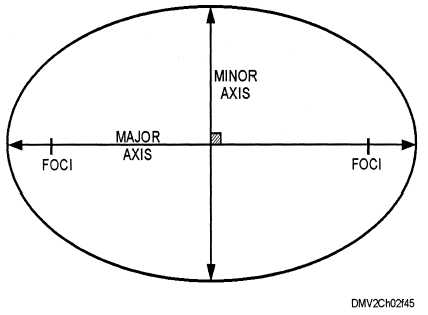 MINOR
AXIS
MAJOR
AXIS
FOCI
FOCI
DMV2Ch02f45